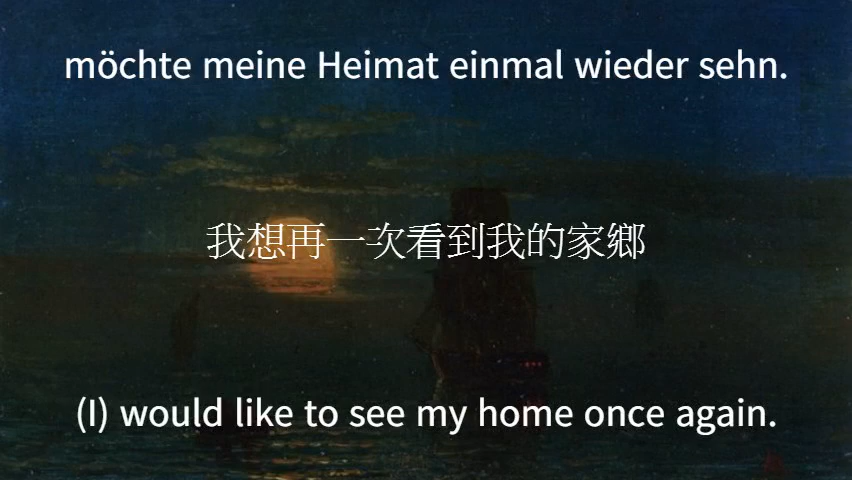 möchte meine Heimat einmal wieder sehn.
我想再一次看到我的家鄉
(I) would like to see my home once again.